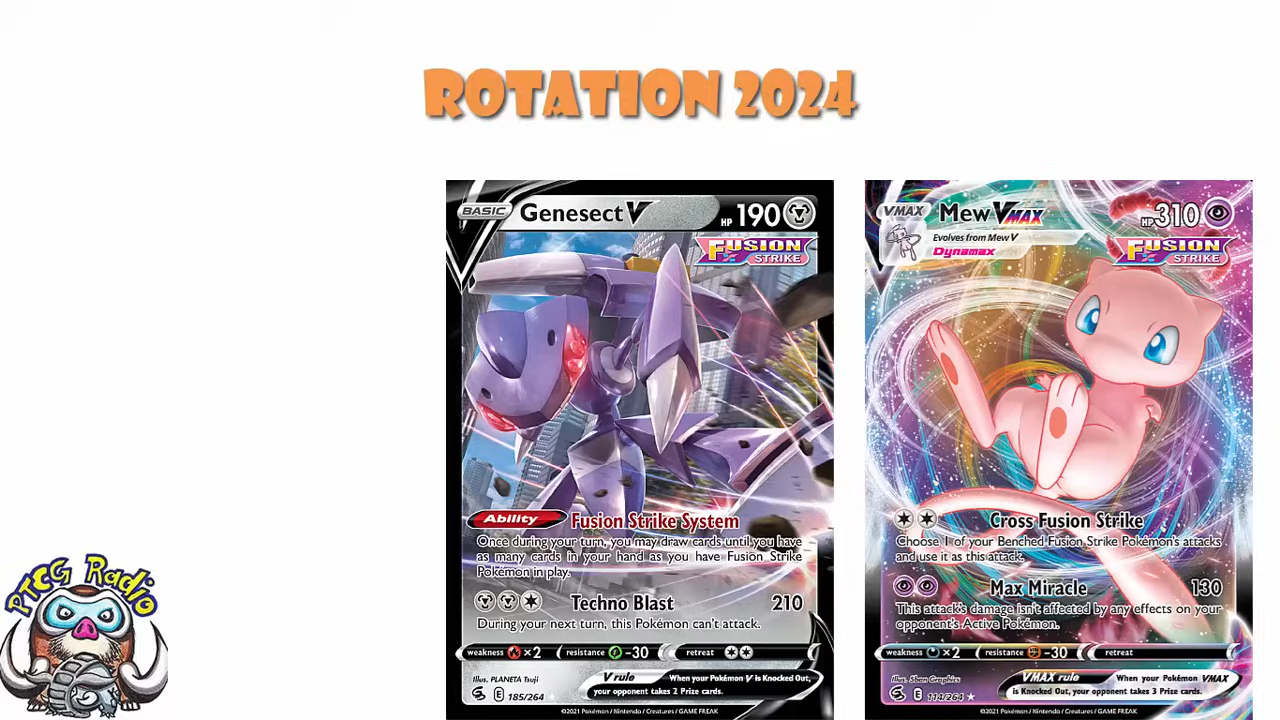 ROTATION 2024
BASIC Genesect V HP 190
FUSION
STRIKE
Ability Fusion Strike System
Once during your turn, you may draw cards until you have
as many cards in your hand as you have Fusion Strike
Pokémon in play.
Techno Blast 210
During your next turn, this Pokémon can't attack.
weakness ×2 resistance -30 retreat
V rule When your Pokémon V is Knocked Out,
your opponent takes 2 Prize cards.
Illus. PLANETA Tsuji
E 185/264
©2021 Pokémon / Nintendo / Creatures / GAME FREAK
VMAX Mew VMAX HP 310
Evolves from Mew V
Dynamax
FUSION
STRIKE
Cross Fusion Strike
Choose 1 of your Benched Fusion Strike Pokémon's attacks
and use it as this attack.
Max Miracle 130
This attack's damage isn't affected by any effects on your
opponent's Active Pokémon.
weakness ×2 resistance -30 retreat
VMAX rule When your Pokémon VMAX
is Knocked Out, your opponent takes 3 Prize cards.
Illus. 5ban Graphics
E 114/264
©2021 Pokémon / Nintendo / Creatures / GAME FREAK
PTCG Radio